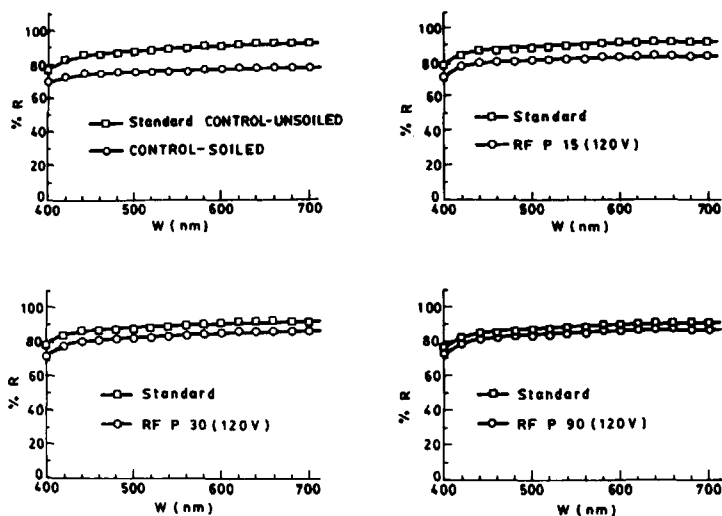 100
80
60
40
20
0
% R
Standard CONTROL-UNSOILED
CONTROL-SOILED
400 500 600 700
W (nm)
100
80
60
40
20
0
% R
Standard
RF P 15 (120V)
400 500 600 700
W (nm)
100
80
60
40
20
0
% R
Standard
RF P 30 (120V)
400 500 600 700
W (nm)
100
80
60
40
20
0
% R
Standard
RF P 90 (120V)
400 500 600 700
W (nm)